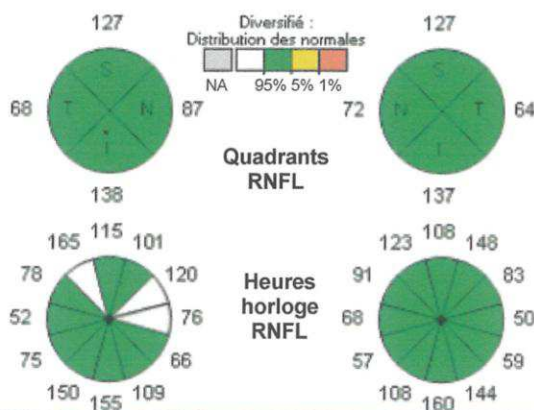 127
Diversifié :
Distribution des normales
NA 95% 5% 1%
127
S
T N
I
68 87
138
S
N T
I
72 64
137
Quadrants
RNFL
115
165 101
78 120
52 76
75 66
150 109
155
Heures
horloge
RNFL
108
123 148
91 83
68 50
57 59
108 144
160